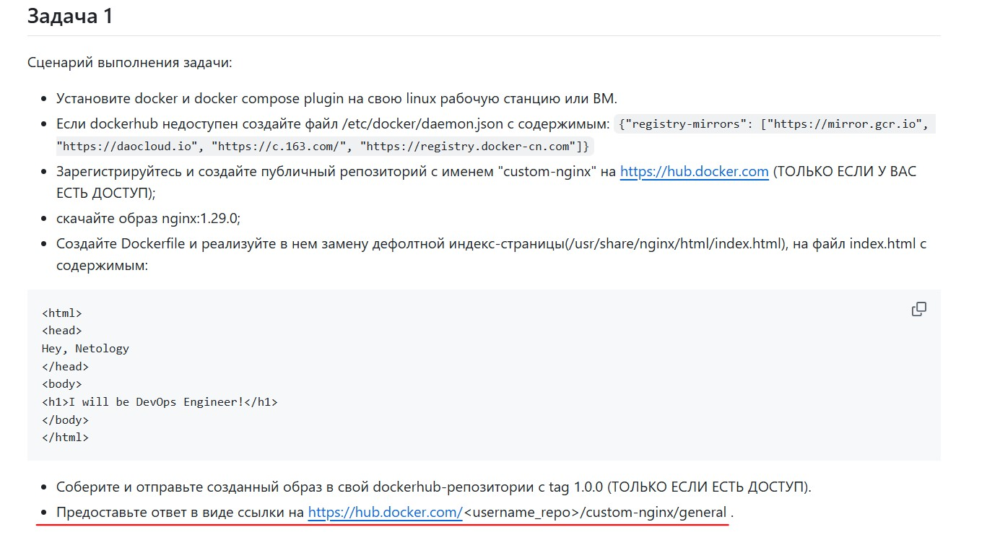 Задача 1
Сценарий выполнения задачи:
Установите docker и docker compose plugin на свою linux рабочую станцию или ВМ.
Если dockerhub недоступен создайте файл /etc/docker/daemon.json с содержимым: {"registry-mirrors": ["https://mirror.gcr.io",
"https://daocloud.io", "https://c.163.com/", "https://registry.docker-cn.com"]}
Зарегистрируйтесь и создайте публичный репозиторий с именем "custom-nginx" на https://hub.docker.com (ТОЛЬКО ЕСЛИ У ВАС
ЕСТЬ ДОСТУП);
скачайте образ nginx:1.29.0;
Создайте Dockerfile и реализуйте в нем замену дефолтной индекс-страницы(/usr/share/nginx/html/index.html), на файл index.html с
содержимым:
<html>
<head>
Hey, Netology
</head>
<body>
<h1>I will be DevOps Engineer!</h1>
</body>
</html>
Соберите и отправьте созданный образ в свой dockerhub-репозитории c tag 1.0.0 (ТОЛЬКО ЕСЛИ ЕСТЬ ДОСТУП).
Предоставьте ответ в виде ссылки на https://hub.docker.com/<username_repo>/custom-nginx/general .